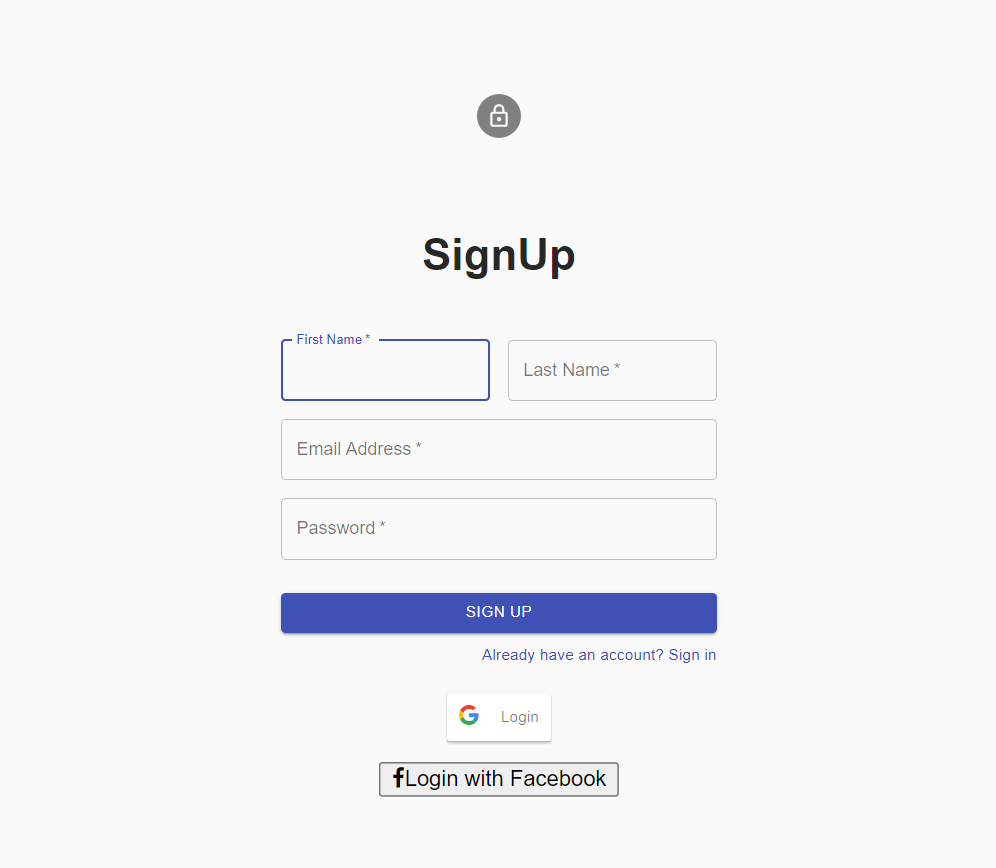 SignUp
First Name *
Last Name *
Email Address *
Password *
SIGN UP
Already have an account? Sign in
Login
Login with Facebook